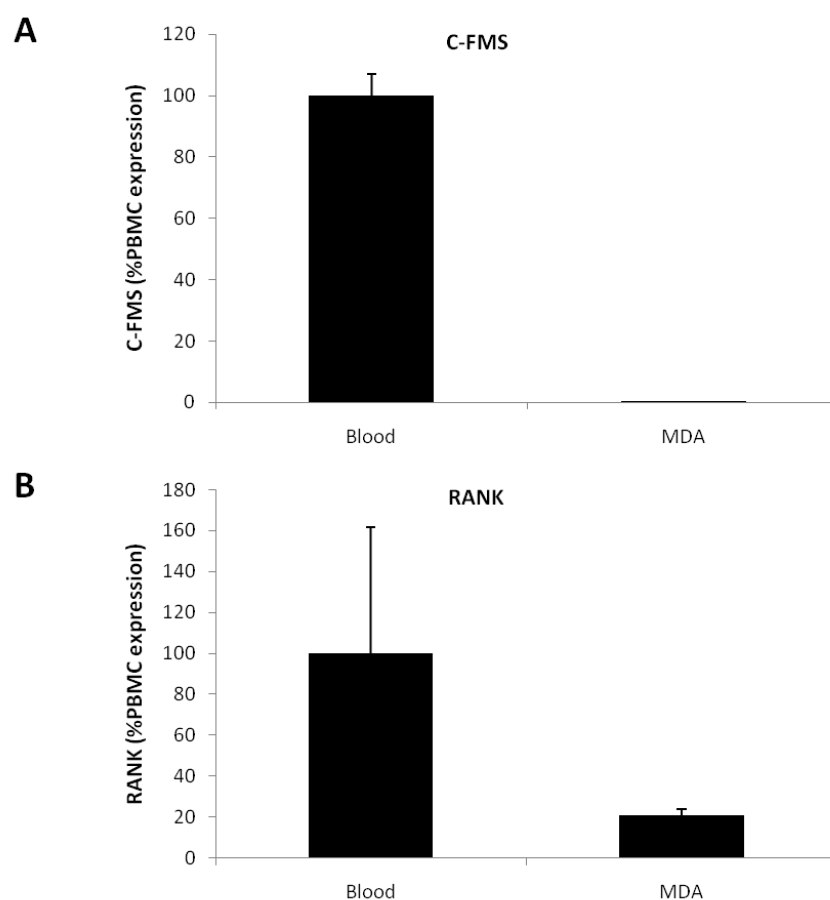 A
C-FMS
C-FMS (%PBMC expression)
120
100
80
60
40
20
0
Blood MDA
B
RANK
RANK (%PBMC expression)
180
160
140
120
100
80
60
40
20
0
Blood MDA